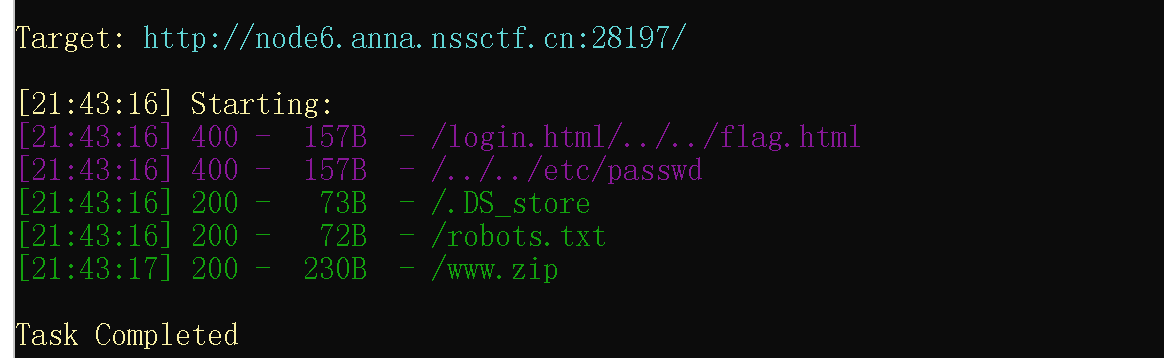 Target: http://node6.anna.nssctf.cn:28197/
[21:43:16] Starting:
[21:43:16] 400 -  157B  - /login.html/../../flag.html
[21:43:16] 400 -  157B  - /../../etc/passwd
[21:43:16] 200 -   73B  - /.DS_store
[21:43:16] 200 -   72B  - /robots.txt
[21:43:17] 200 -  230B  - /www.zip
Task Completed